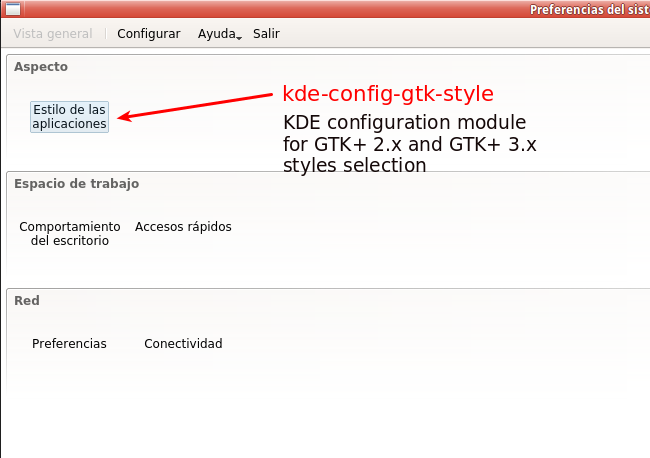 Preferencias del sist
Vista general Configurar Ayuda Salir
Aspecto
Estilo de las
aplicaciones
kde-config-gtk-style
KDE configuration module
for GTK+ 2.x and GTK+ 3.x
styles selection
Espacio de trabajo
Comportamiento
del escritorio
Accesos rápidos
Red
Preferencias Conectividad